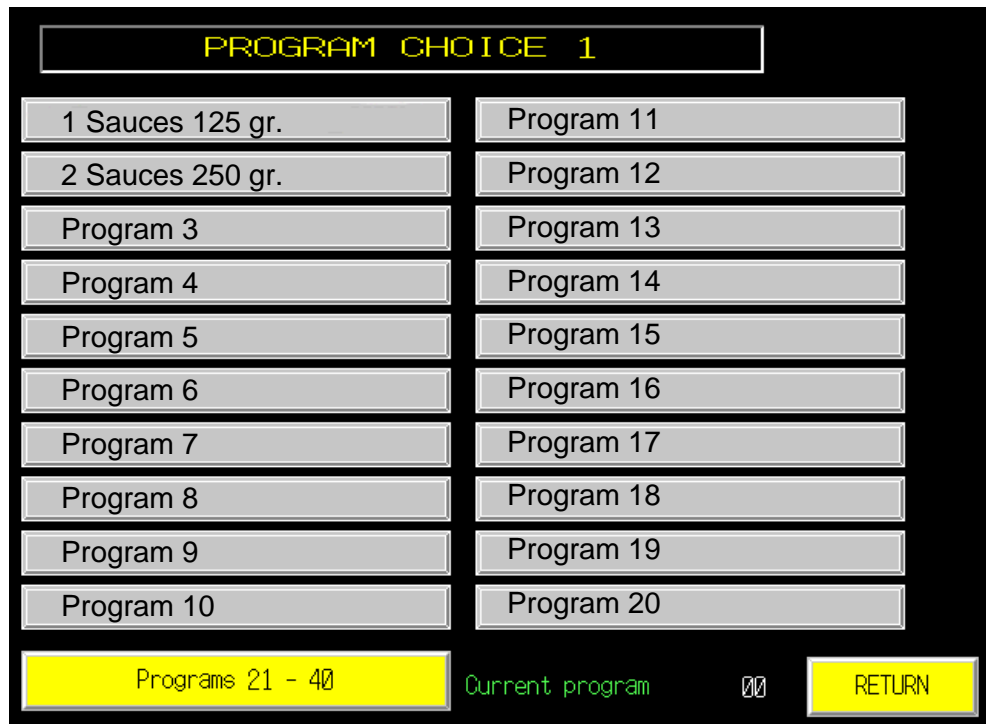 PROGRAM CHOICE 1
1 Sauces 125 gr.
2 Sauces 250 gr.
Program 3
Program 4
Program 5
Program 6
Program 7
Program 8
Program 9
Program 10
Program 11
Program 12
Program 13
Program 14
Program 15
Program 16
Program 17
Program 18
Program 19
Program 20
Programs 21 - 40
Current program 00
RETURN